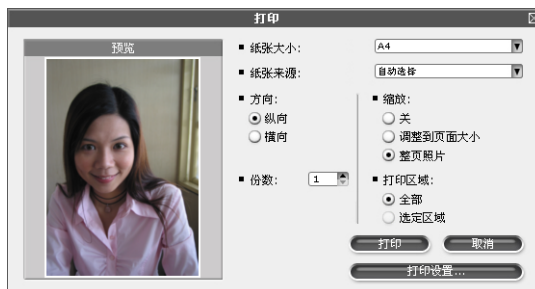 打印
预览
纸张大小: A4
纸张来源: 自动选择
方向:
纵向
横向
份数: 1
缩放:
关
调整到页面大小
整页照片
打印区域:
全部
选定区域
打印 取消
打印设置...